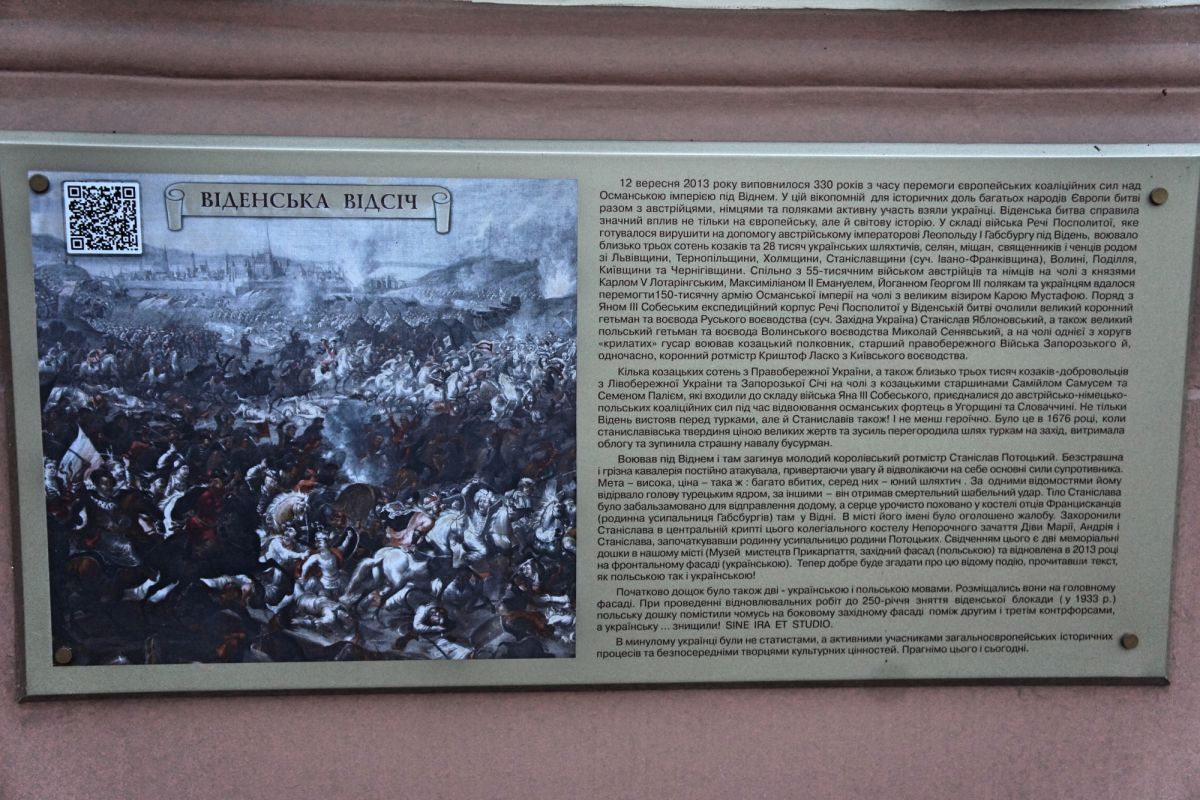 ВІДЕНСЬКА ВІДСІЧ
12 вересня 2013 року виповнилося 330 років з часу перемоги європейських коаліційних сил над
Османською імперією під Віднем. У цій вікопомній для історичних доль багатьох народів Європи битві
разом з австрійцями, німцями та поляками активну участь взяли українці. Віденська битва справила
значний вплив не тільки на європейську, але й світову історію. У складі війська Речі Посполитої, яке
готувалося вирушити на допомогу австрійському імператорові Леопольду І Габсбургу під Відень, воювало
близько трьох сотень козаків та 28 тисяч українських шляхтичів, селян, міщан, священників і ченців родом
зі Львівщини, Тернопільщини, Холмщини, Станіславщини (суч. Івано-Франківщина), Волині, Поділля,
Київщини та Чернігівщини. Спільно з 55-тисячним військом австрійців та німців на чолі з князями
Карлом V Лотарінгським, Максиміліаном ІІ Емануелем, Йоганном Георгом ІІІ полякам та українцям вдалося
перемогти150-тисячну армію Османської імперії на чолі з великим візиром Карою Мустафою. Поряд з
Яном ІІІ Собеським експедиційний корпус Речі Посполитої у Віденській битві очолили великий коронний
гетьман та воєвода Руського воєводства (суч. Західна Україна) Станіслав Яблоновський, а також великий
польський гетьман та воєвода Волинського воєводства Миколай Сенявський, а на чолі однієї з хоругв
«крилатих» гусар воював козацький полковник, старший правобережного Війська Запорозького й,
одночасно, коронний ротмістр Криштоф Ласко з Київського воєводства.
Кілька козацьких сотень з Правобережної України, а також близько трьох тисяч козаків-добровольців
з Лівобережної України та Запорозької Січі на чолі з козацькими старшинами Самійлом Самусем та
Семеном Палієм, які входили до складу війська Яна ІІІ Собеського, приєдналися до австрійсько-німецько-
польських коаліційних сил під час відвоювання османських фортець в Угорщині та Словаччині. Не тільки
Відень вистояв перед турками, але й Станиславів також! І не менш героїчно. Було це в 1676 році, коли
станиславівська твердиня ціною великих жертв та зусиль перегородила шлях туркам на захід, витримала
облогу та зупинила страшну навалу бусурман.
Воював під Віднем і там загинув молодий королівський ротмістр Станіслав Потоцький. Безстрашна
і грізна кавалерія постійно атакувала, привертаючи увагу й відволікаючи на себе основні сили супротивника.
Мета – висока, ціна – така ж : багато вбитих, серед них – юний шляхтич . За одними відомостями йому
відірвало голову турецьким ядром, за іншими – він отримав смертельний шабельний удар. Тіло Станіслава
було забальзамовано для відправлення додому, а серце урочисто поховано у костелі отців Францисканців
(родинна усипальниця Габсбургів) там у Відні. В місті його імені було оголошено жалобу. Захоронили
Станіслава в центральній крипті цього колегіального костелу Непорочного зачаття Діви Марії, Андрія і
Станіслава, започаткувавши родинну усипальницю родини Потоцьких. Свідченням цього є дві меморіальні
дошки в нашому місті (Музей мистецтв Прикарпаття, західний фасад (польською) та відновлена в 2013 році
на фронтальному фасаді (українською). Тепер добре буде згадати про цю відому подію, прочитавши текст,
як польською так і українською!
Початково дощок було також дві - українською і польською мовами. Розміщались вони на головному
фасаді. При проведенні відновлювальних робіт до 250-річчя зняття віденської блокади ( у 1933 р.)
польську дошку помістили чомусь на боковому західному фасаді поміж другим і третім контрфорсами,
а українську ... знищили! SINE IRA ET STUDIO.
В минулому українці були не статистами, а активними учасниками загальноєвропейських історичних
процесів та безпосередніми творцями культурних цінностей. Прагнімо цього і сьогодні.